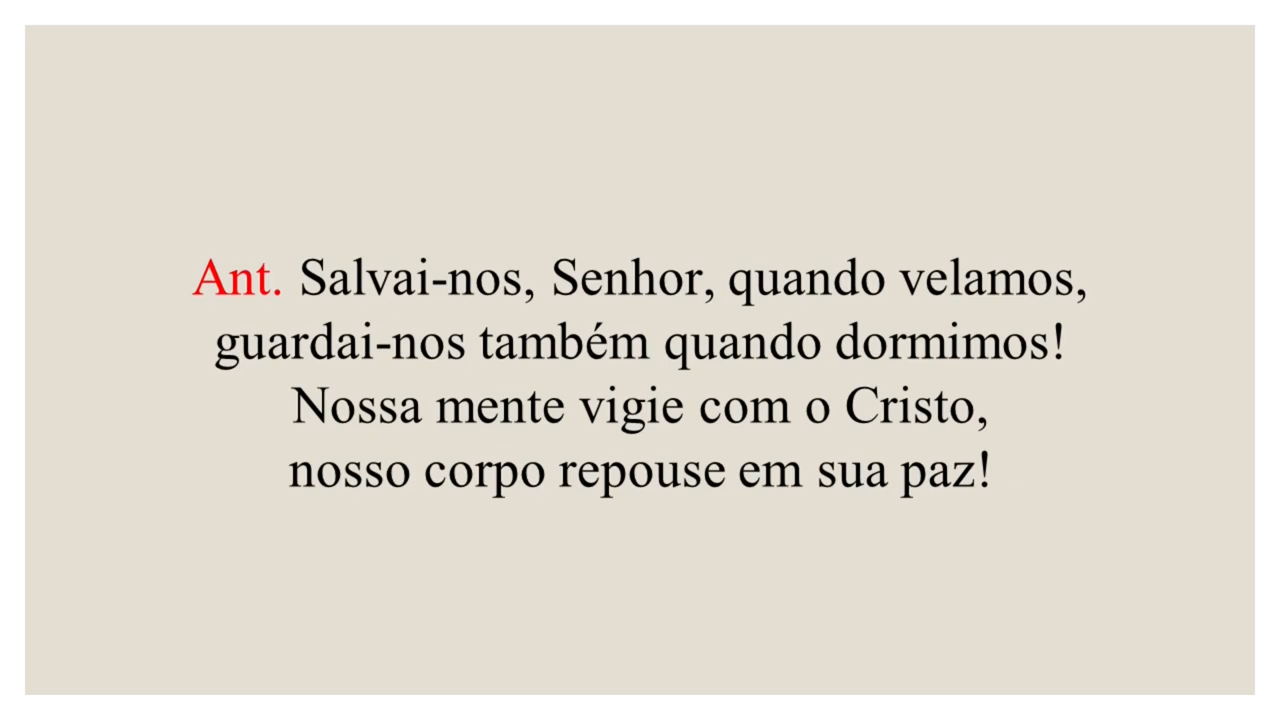 Ant. Salvai-nos, Senhor, quando velamos,
guardai-nos também quando dormimos!
Nossa mente vigie com o Cristo,
nosso corpo repouse em sua paz!